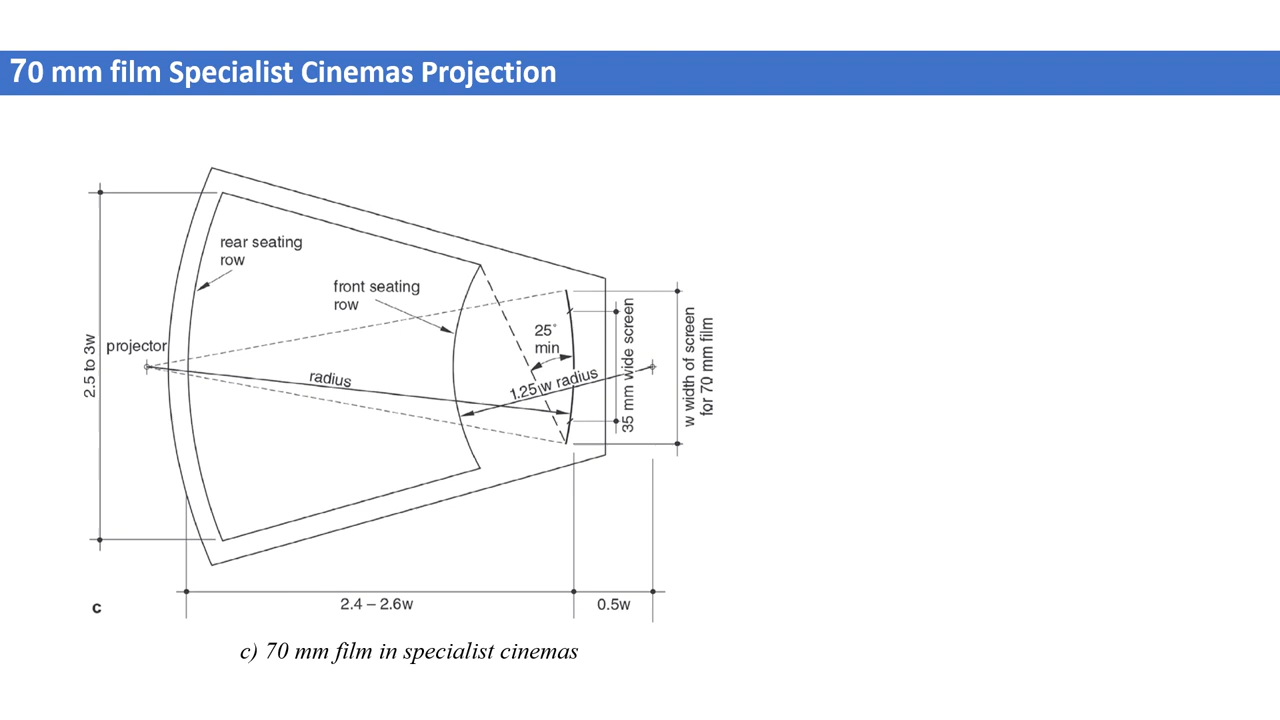 70 mm film Specialist Cinemas Projection
rear seating
row
front seating
row
projector
2.5 to 3w
radius
25°
min
1.25 w radius
35 mm wide screen
w width of screen
for 70 mm film
2.4 – 2.6w
0.5w
c
c) 70 mm film in specialist cinemas